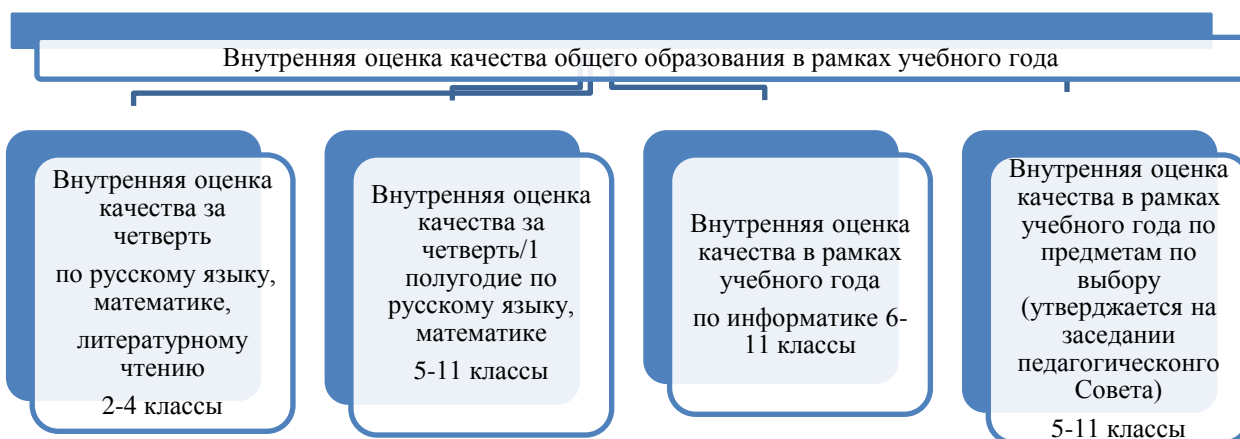 Внутренняя оценка качества общего образования в рамках учебного года
Внутренняя оценка
качества за
четверть
по русскому языку,
математике,
литературному
чтению
2-4 классы
Внутренняя оценка
качества за
четверть/1
полугодие по
русскому языку,
математике
5-11 классы
Внутренняя оценка
качества в рамках
учебного года
по информатике 6-
11 классы
Внутренняя оценка
качества в рамках
учебного года по
предметам по
выбору
(утверджается на
заседании
педагогическонго
Совета)
5-11 классы